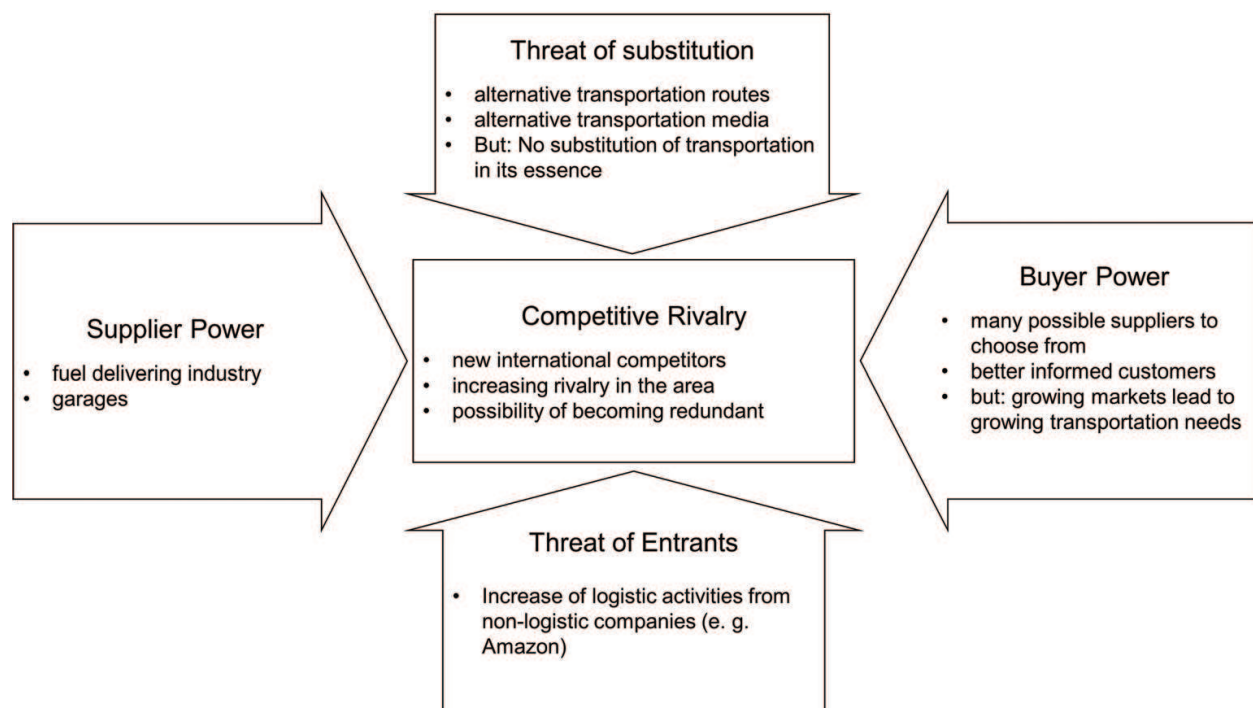 Threat of substitution
• alternative transportation routes
• alternative transportation media
• But: No substitution of transportation
in its essence
Supplier Power
• fuel delivering industry
• garages
Competitive Rivalry
• new international competitors
• increasing rivalry in the area
• possibility of becoming redundant
Buyer Power
• many possible suppliers to
choose from
• better informed customers
• but: growing markets lead to
growing transportation needs
Threat of Entrants
• Increase of logistic activities from
non-logistic companies (e. g.
Amazon)